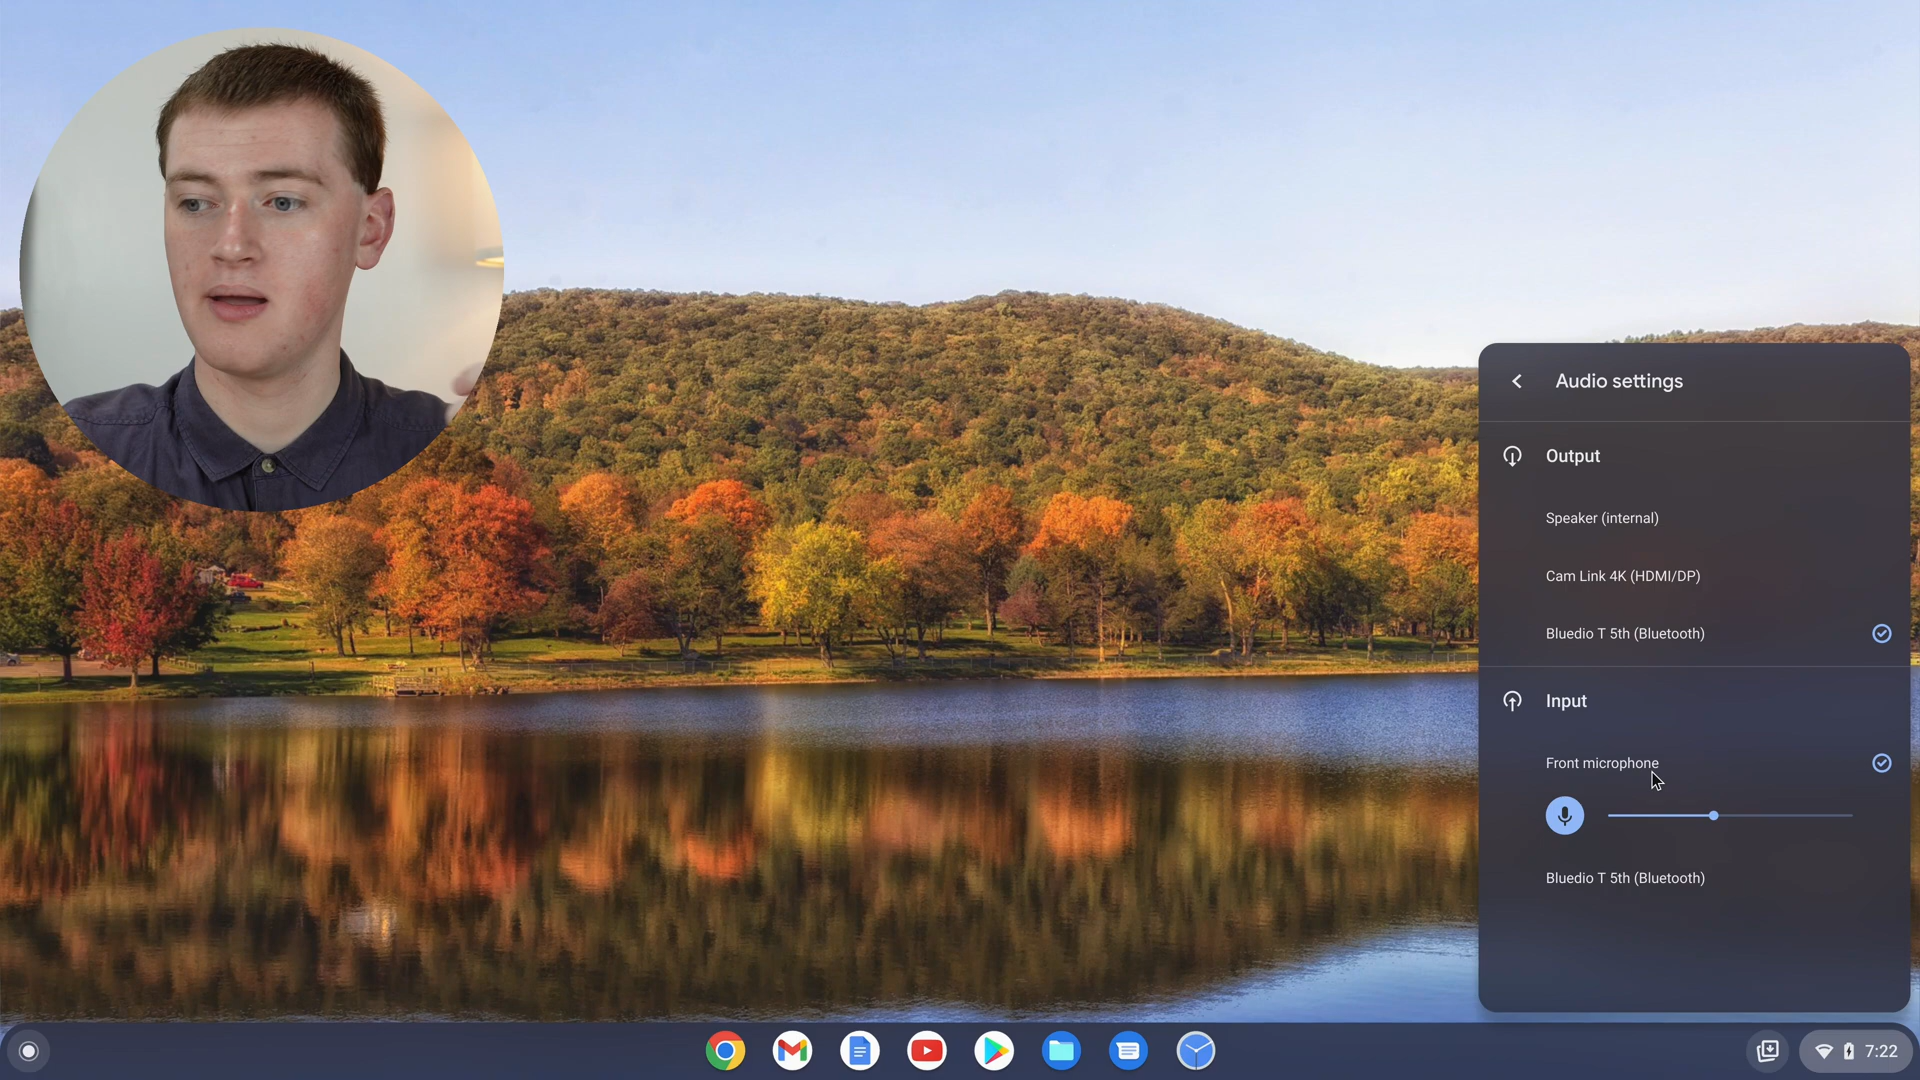 Audio settings
Output
Speaker (internal)
Cam Link 4K (HDMI/DP)
Bluedio T 5th (Bluetooth)
Input
Front microphone
Bluedio T 5th (Bluetooth)
7:22